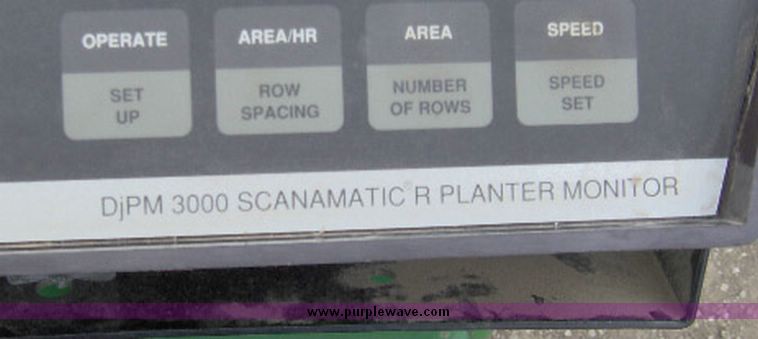 OPERATE
SET
UP
AREA/HR
ROW
SPACING
AREA
NUMBER
OF ROWS
SPEED
SPEED
SET
DjPM 3000 SCANAMATIC® R PLANTER MONITOR
www.purplewave.com